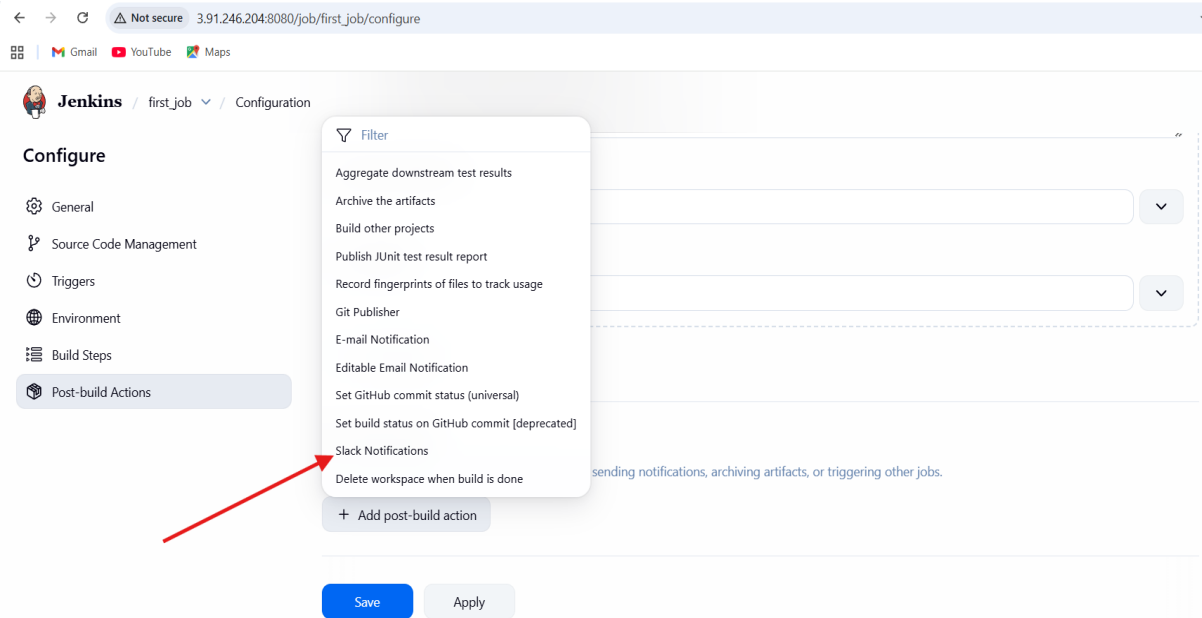 Not secure 3.91.246.204:8080/job/first_job/configure
Gmail YouTube Maps
Jenkins / first_job / Configuration
Configure
General
Source Code Management
Triggers
Environment
Build Steps
Post-build Actions
Filter
Aggregate downstream test results
Archive the artifacts
Build other projects
Publish JUnit test result report
Record fingerprints of files to track usage
Git Publisher
E-mail Notification
Editable Email Notification
Set GitHub commit status (universal)
Set build status on GitHub commit [deprecated]
Slack Notifications
Delete workspace when build is done
sending notifications, archiving artifacts, or triggering other jobs.
+ Add post-build action
Save Apply